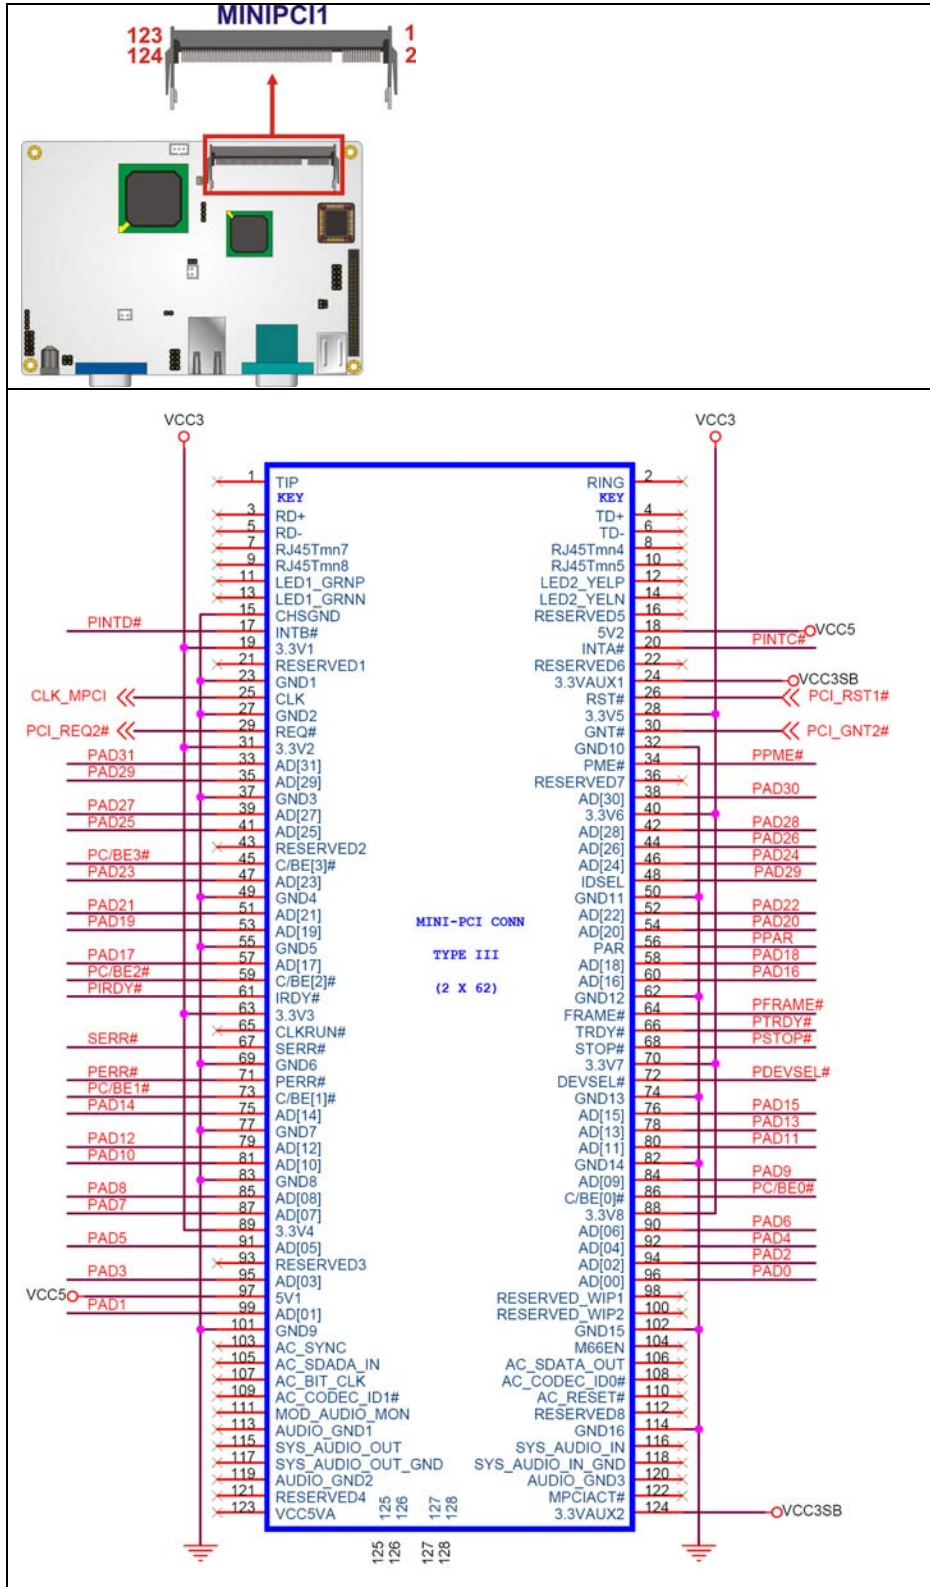 MINIPCI1
123 1
124 2
VCC3 VCC3
1 TIP RING 2
KEY KEY
3 RD+ TD+ 4
5 RD- TD- 6
7 RJ45Tmn7 RJ45Tmn4 8
9 RJ45Tmn8 RJ45Tmn5 10
11 LED1_GRNP LED2_YELP 12
13 LED1_GRNN LED2_YELN 14
15 CHSGND RESERVED5 16
PINTD# 17 INTB# 5V2 18 VCC5
19 3.3V1 INTA# 20 PINTC#
21 RESERVED1 RESERVED6 22
23 GND1 3.3VAUX1 24 VCC3SB
CLK_MPCI 25 CLK RST# 26 PCI_RST1#
27 GND2 3.3V5 28
PCI_REQ2# 29 REQ# GNT# 30 PCI_GNT2#
31 3.3V2 GND10 32
PAD31 33 AD[31] PME# 34 PPME#
PAD29 35 AD[29] RESERVED7 36
37 GND3 AD[30] 38 PAD30
PAD27 39 AD[27] 3.3V6 40
PAD25 41 AD[25] AD[28] 42 PAD28
43 RESERVED2 AD[26] 44 PAD26
PC/BE3# 45 C/BE[3]# AD[24] 46 PAD24
PAD23 47 AD[23] IDSEL 48 PAD29
49 GND4 GND11 50
PAD21 51 AD[21] AD[22] 52 PAD22
PAD19 53 AD[19] AD[20] 54 PAD20
55 GND5 PAR 56 PPAR
PAD17 57 AD[17] AD[18] 58 PAD18
PC/BE2# 59 C/BE[2]# AD[16] 60 PAD16
PIRDY# 61 IRDY# GND12 62
63 3.3V3 FRAME# 64 PFRAME#
65 CLKRUN# TRDY# 66 PTRDY#
SERR# 67 SERR# STOP# 68 PSTOP#
69 GND6 3.3V7 70
PERR# 71 PERR# DEVSEL# 72 PDEVSEL#
PC/BE1# 73 C/BE[1]# GND13 74
PAD14 75 AD[14] AD[15] 76 PAD15
77 GND7 AD[13] 78 PAD13
PAD12 79 AD[12] AD[11] 80 PAD11
PAD10 81 AD[10] GND14 82
83 GND8 AD[09] 84 PAD9
PAD8 85 AD[08] C/BE[0]# 86 PC/BE0#
PAD7 87 AD[07] 3.3V8 88
89 3.3V4 AD[06] 90 PAD6
PAD5 91 AD[05] AD[04] 92 PAD4
93 RESERVED3 AD[02] 94 PAD2
PAD3 95 AD[03] AD[00] 96 PAD0
VCC5 97 5V1 RESERVED_WIP1 98
PAD1 99 AD[01] RESERVED_WIP2 100
101 GND9 GND15 102
103 AC_SYNC M66EN 104
105 AC_SDADA_IN AC_SDATA_OUT 106
107 AC_BIT_CLK AC_CODEC_ID0# 108
109 AC_CODEC_ID1# AC_RESET# 110
111 MOD_AUDIO_MON RESERVED8 112
113 AUDIO_GND1 GND16 114
115 SYS_AUDIO_OUT SYS_AUDIO_IN 116
117 SYS_AUDIO_OUT_GND SYS_AUDIO_IN_GND 118
119 AUDIO_GND2 AUDIO_GND3 120
121 RESERVED4 MPCIACT# 122
123 VCC5VA 3.3VAUX2 124 VCC3SB
MINI-PCI CONN
TYPE III
(2 X 62)
125 126 127 128
125 126 127 128